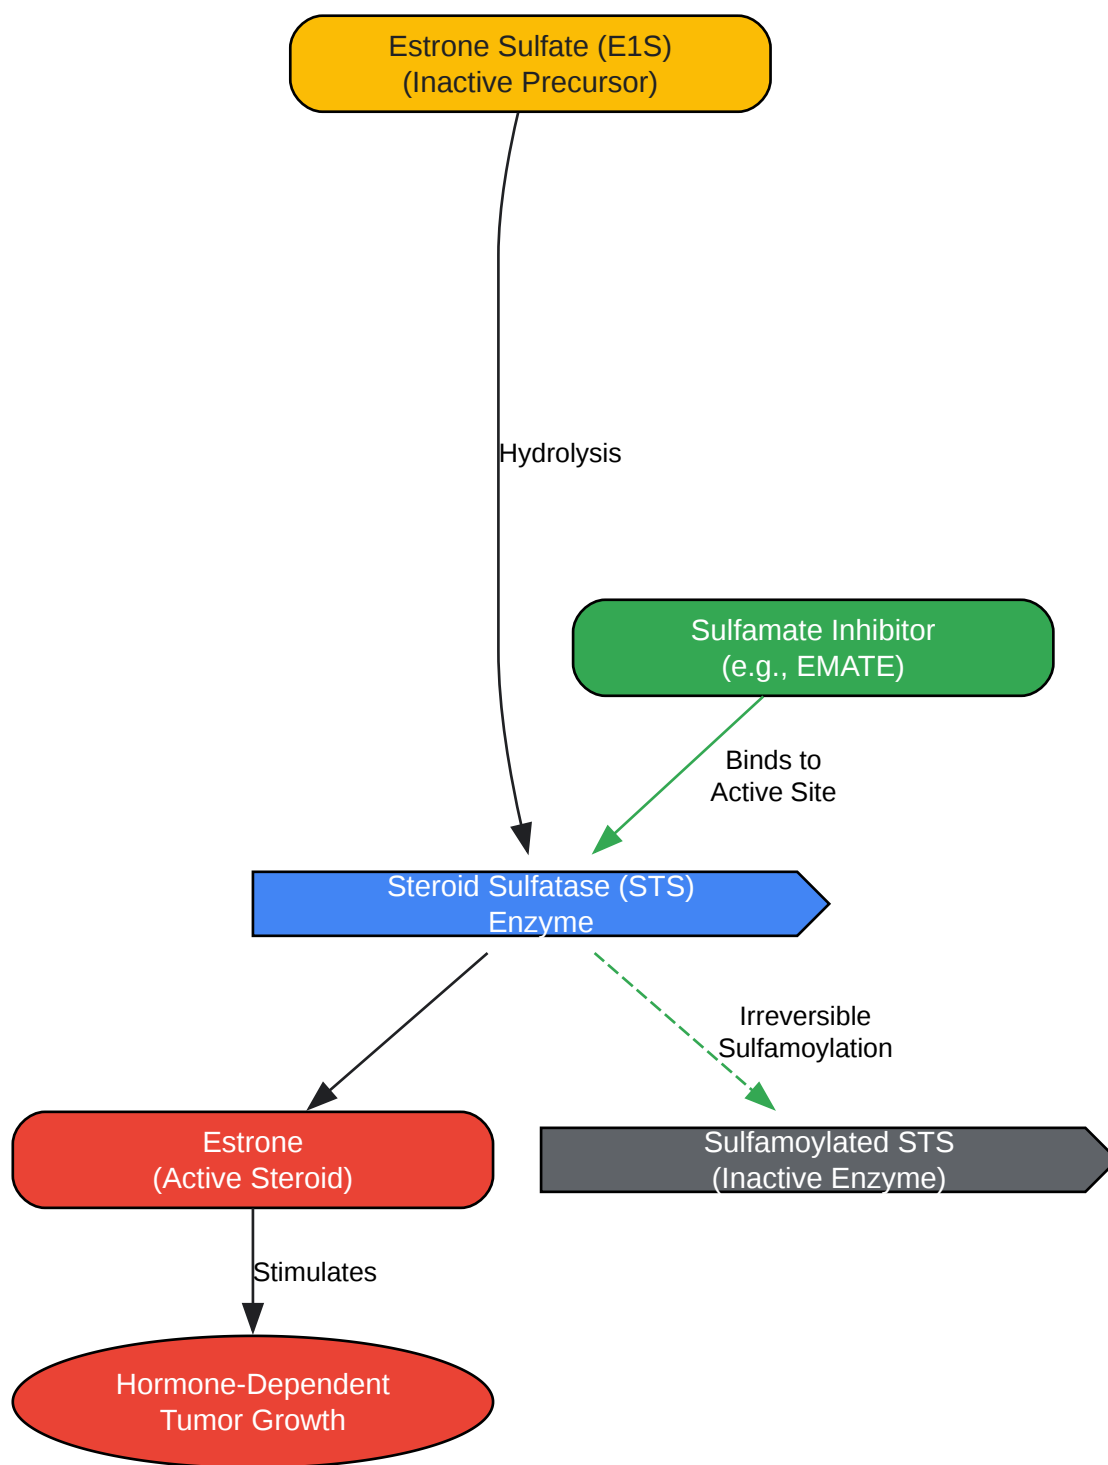 Estrone Sulfate (E1S)
(Inactive Precursor)
Hydrolysis
Sulfamate Inhibitor
(e.g., EMATE)
Binds to
Active Site
Steroid Sulfatase (STS)
Enzyme
Irreversible
Sulfamoylation
Estrone
(Active Steroid)
Sulfamoylated STS
(Inactive Enzyme)
Stimulates
Hormone-Dependent
Tumor Growth